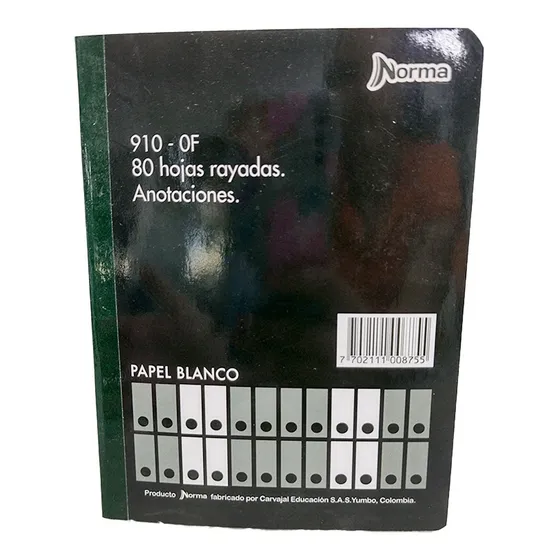 Norma
910 - 0F
80 hojas rayadas.
Anotaciones.
7 702111 008755
PAPEL BLANCO
Producto Norma fabricado por Carvajal Educación S.A.S.Yumbo, Colombia.